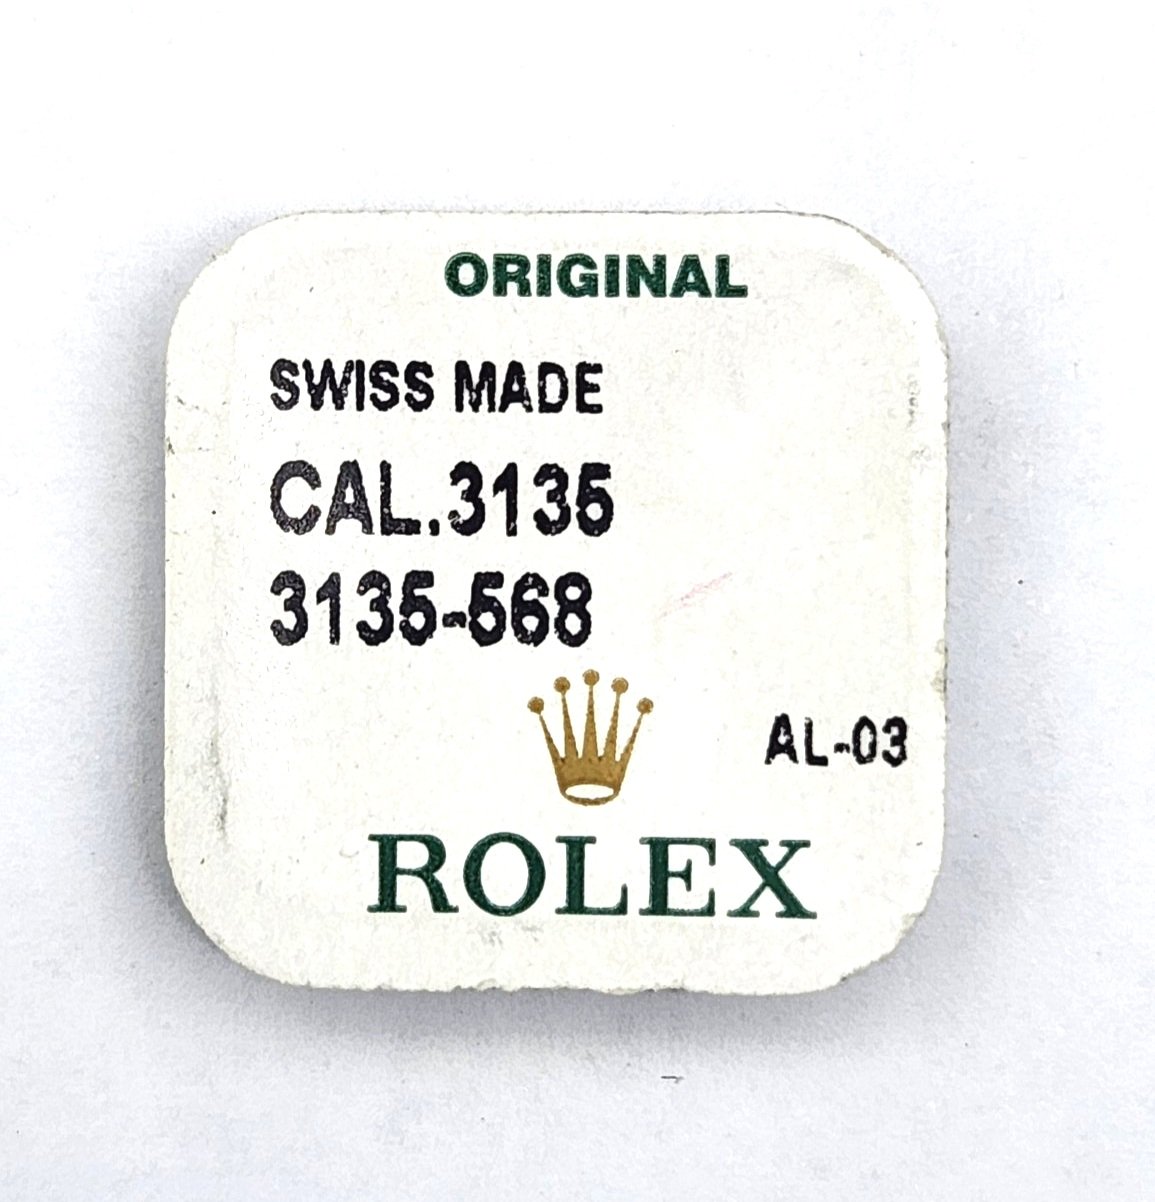 ORIGINAL
SWISS MADE
CAL.3135
3135-568
AL-03
ROLEX